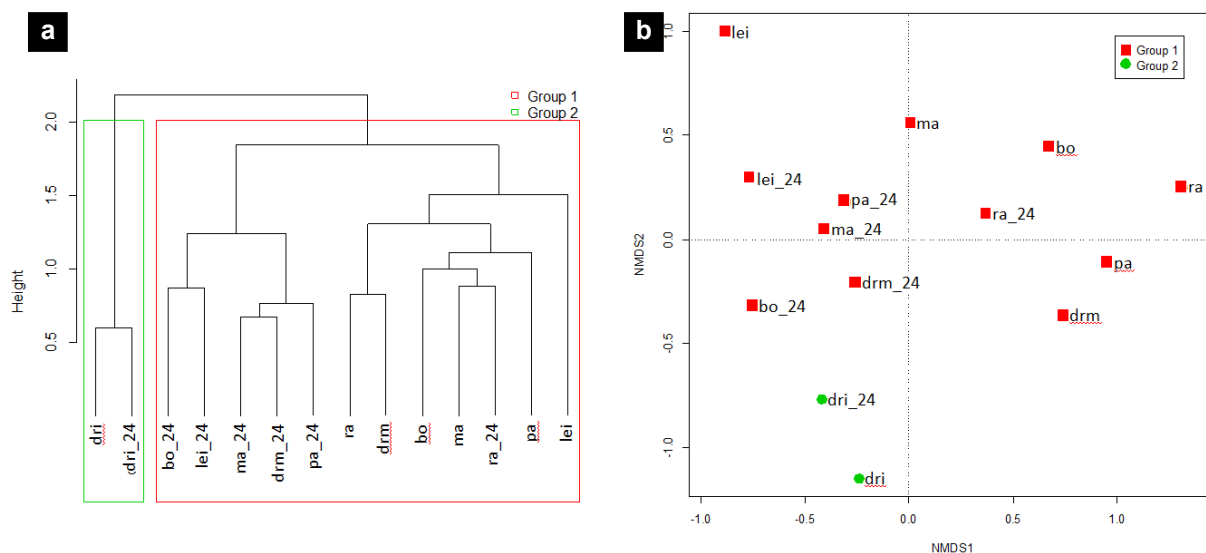 a
Group 1
Group 2
Height
2.0
1.5
1.0
0.5
dri
dri_24
bo_24
lei_24
ma_24
drm_24
pa_24
ra
drm
bo
ma
ra_24
pa
lei
b
Group 1
Group 2
NMDS2
1.0
0.5
0.0
-0.5
-1.0
lei
ma
bo
ra
lei_24
pa_24
ra_24
ma_24
pa
drm_24
bo_24
drm
dri_24
dri
-1.0 -0.5 0.0 0.5 1.0
NMDS1